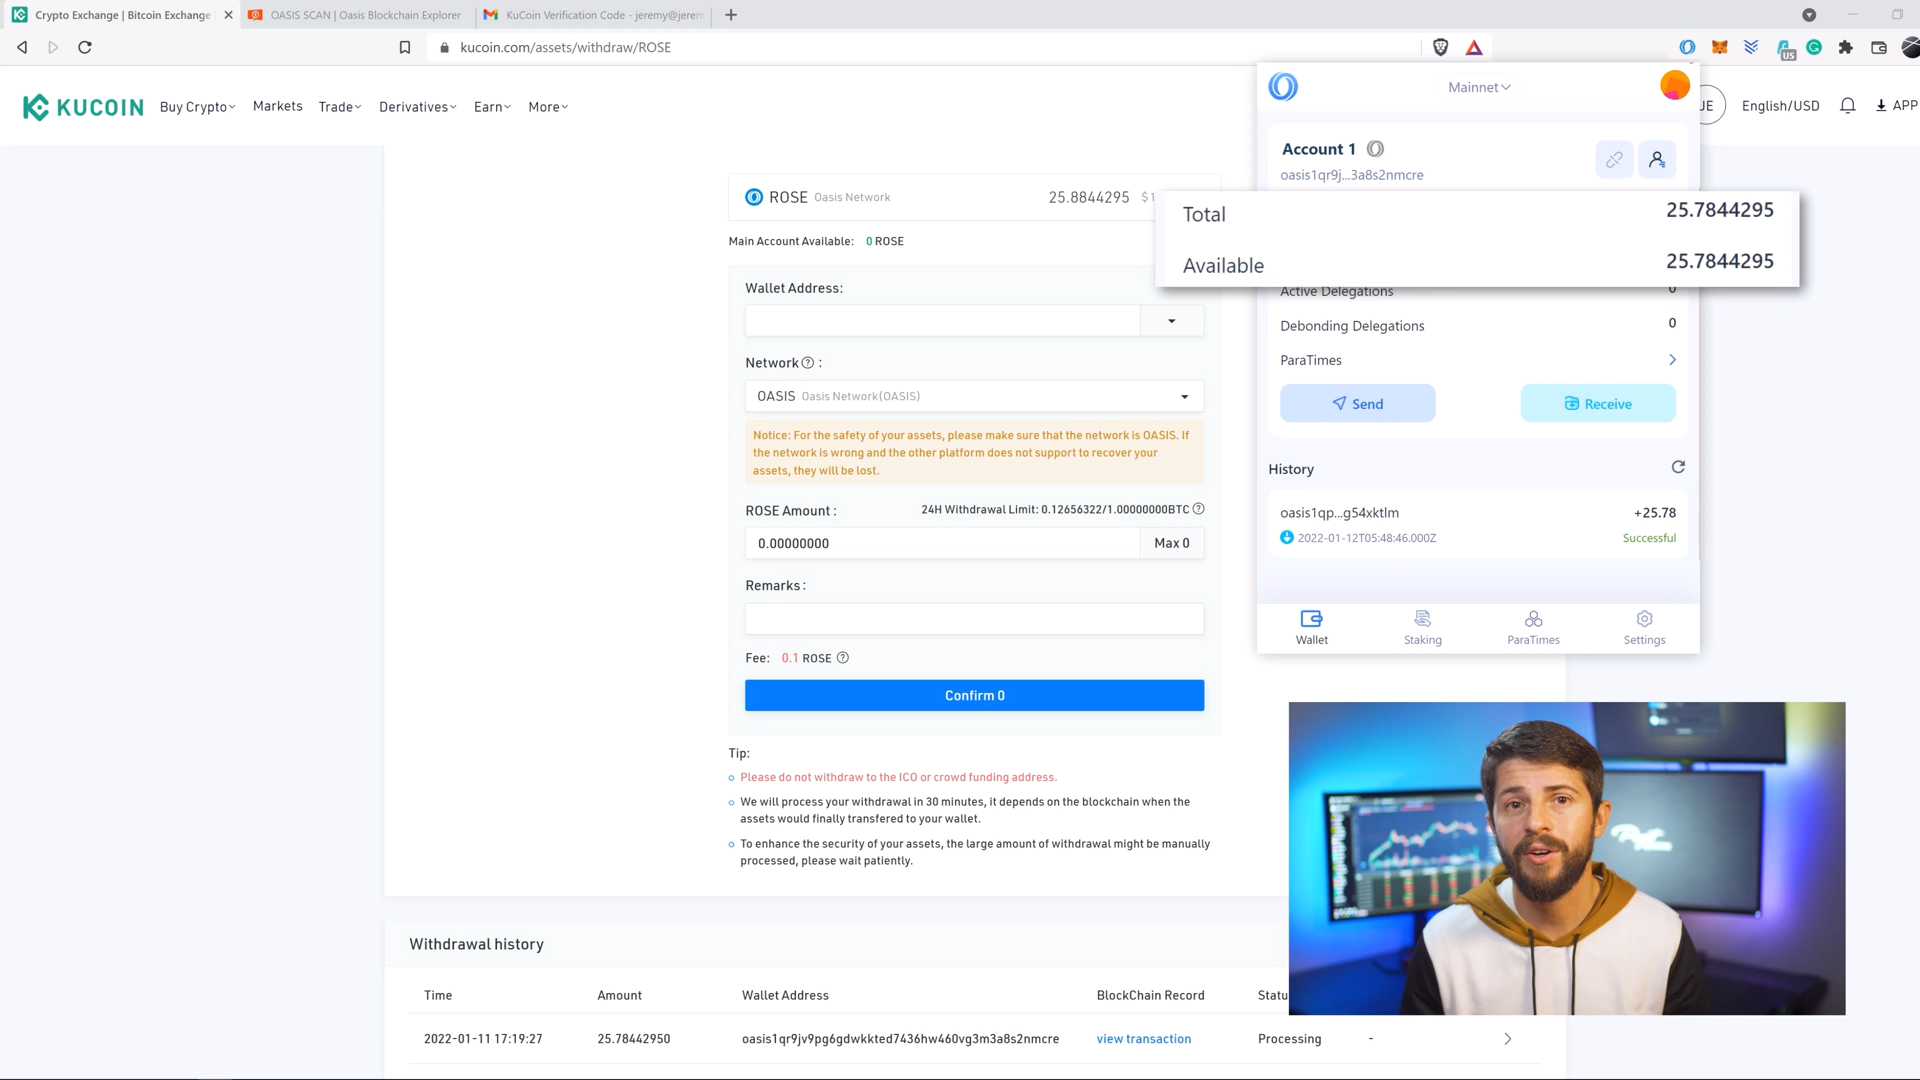 Crypto Exchange | Bitcoin Exchange
OASIS SCAN | Oasis Blockchain Explorer
KuCoin Verification Code - jeremy@jerem
kucoin.com/assets/withdraw/ROSE
US
KUCOIN
Buy Crypto
Markets
Trade
Derivatives
Earn
More
JE
English/USD
APP
Mainnet
Account 1
oasis1qr9j...3a8s2nmcre
ROSE Oasis Network
25.8844295
Total 25.7844295
Available 25.7844295
Main Account Available: 0 ROSE
Wallet Address:
Network ? :
OASIS Oasis Network(OASIS)
Notice: For the safety of your assets, please make sure that the network is OASIS. If
the network is wrong and the other platform does not support to recover your
assets, they will be lost.
ROSE Amount :
24H Withdrawal Limit: 0.12656322/1.00000000BTC ?
0.00000000
Max 0
Remarks :
Fee: 0.1 ROSE ?
Confirm 0
Active Delegations 0
Debonding Delegations 0
ParaTimes
Send
Receive
History
oasis1qp...g54xktlm +25.78
2022-01-12T05:48:46.000Z Successful
Wallet
Staking
ParaTimes
Settings
Tip:
Please do not withdraw to the ICO or crowd funding address.
We will process your withdrawal in 30 minutes, it depends on the blockchain when the
assets would finally transfered to your wallet.
To enhance the security of your assets, the large amount of withdrawal might be manually
processed, please wait patiently.
Withdrawal history
Time Amount Wallet Address BlockChain Record Statu
2022-01-11 17:19:27 25.78442950 oasis1qr9jv9pg6gdwkkted7436hw460vg3m3a8s2nmcre view transaction Processing -